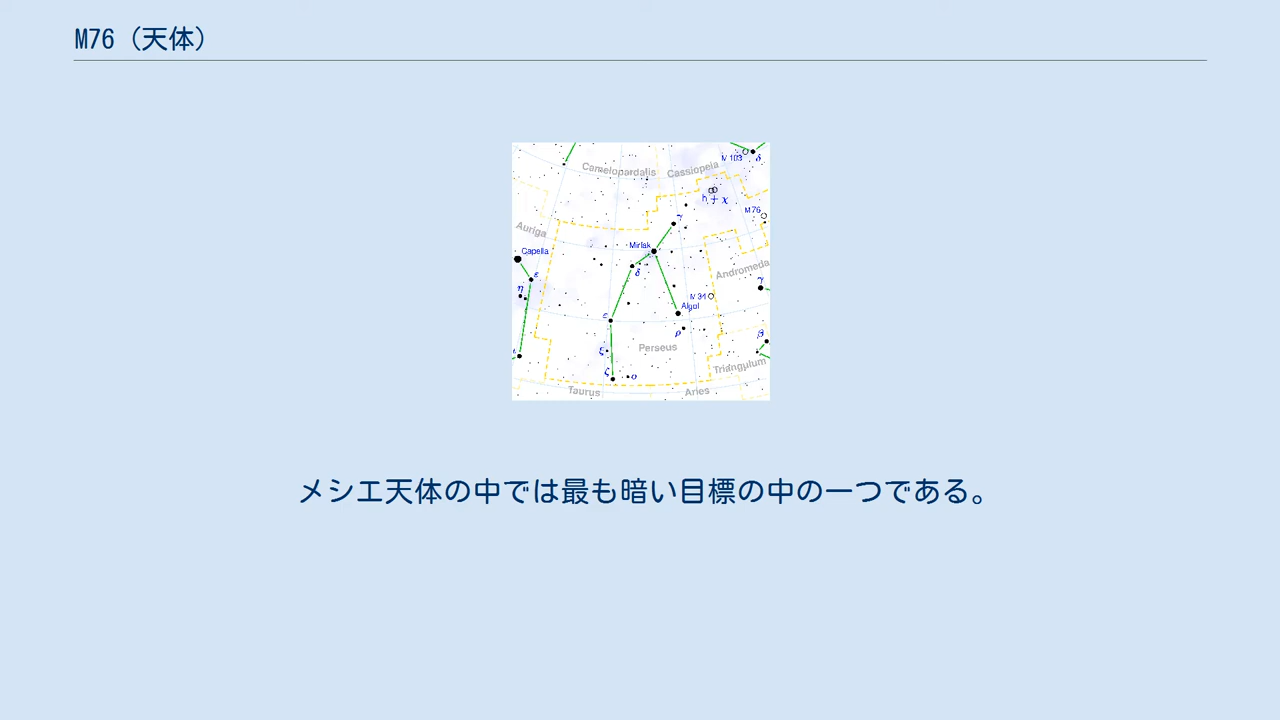 M76（天体）
Camelopardalis
Cassiopeia
M 103
δ
h + χ
M 76
γ
Auriga
Capella
Mirfak
δ
ε
η
Andromeda
γ
M 34
Algol
ε
ρ
β
Perseus
ξ
Triangulum
ι
ζ
ο
Taurus
Aries
メシエ天体の中では最も暗い目標の中の一つである。